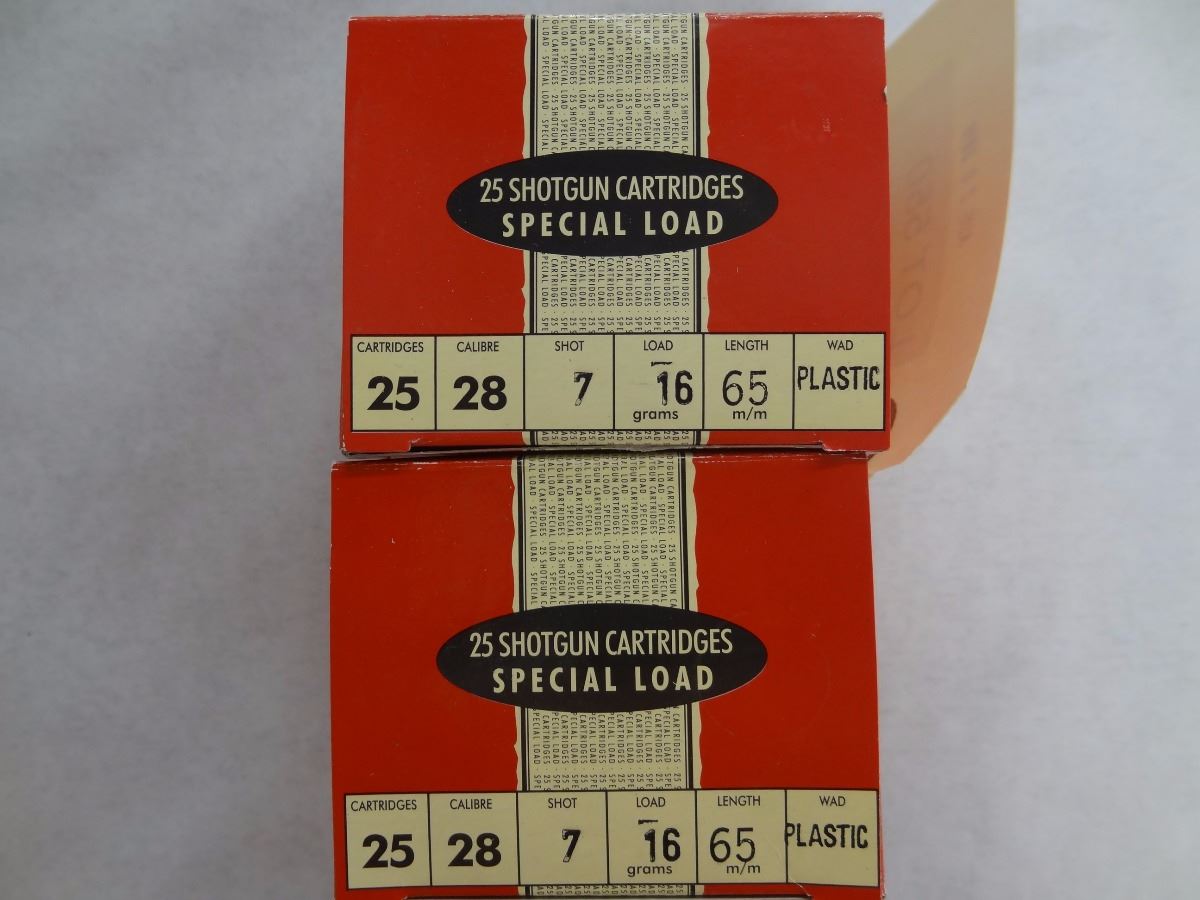 25 SHOTGUN CARTRIDGES
SPECIAL LOAD
CARTRIDGES CALIBRE SHOT LOAD LENGTH WAD
25 28 7 16 65 PLASTIC
grams m/m
25 SHOTGUN CARTRIDGES
SPECIAL LOAD
CARTRIDGES CALIBRE SHOT LOAD LENGTH WAD
25 28 7 16 65 PLASTIC
grams m/m